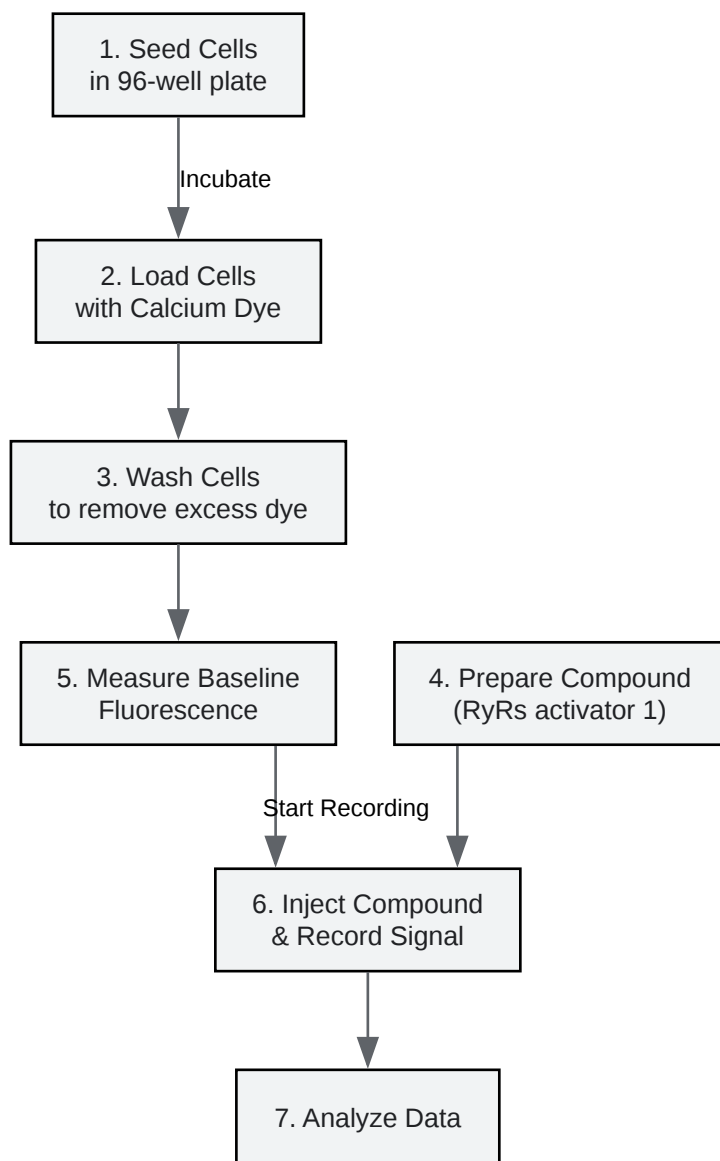 1. Seed Cells
in 96-well plate
Incubate
2. Load Cells
with Calcium Dye
3. Wash Cells
to remove excess dye
5. Measure Baseline
Fluorescence
4. Prepare Compound
(RyRs activator 1)
Start Recording
6. Inject Compound
& Record Signal
7. Analyze Data